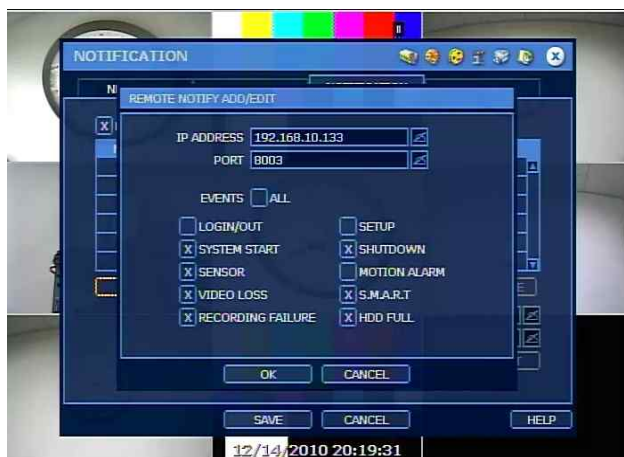 NOTIFICATION
REMOTE NOTIFY ADD/EDIT
IP ADDRESS 192.168.10.133
PORT 8003
EVENTS ALL
LOGIN/OUT SETUP
X SYSTEM START X SHUTDOWN
X SENSOR MOTION ALARM
X VIDEO LOSS X S.M.A.R.T
X RECORDING FAILURE X HDD FULL
OK CANCEL
SAVE CANCEL HELP
12/14/2010 20:19:31